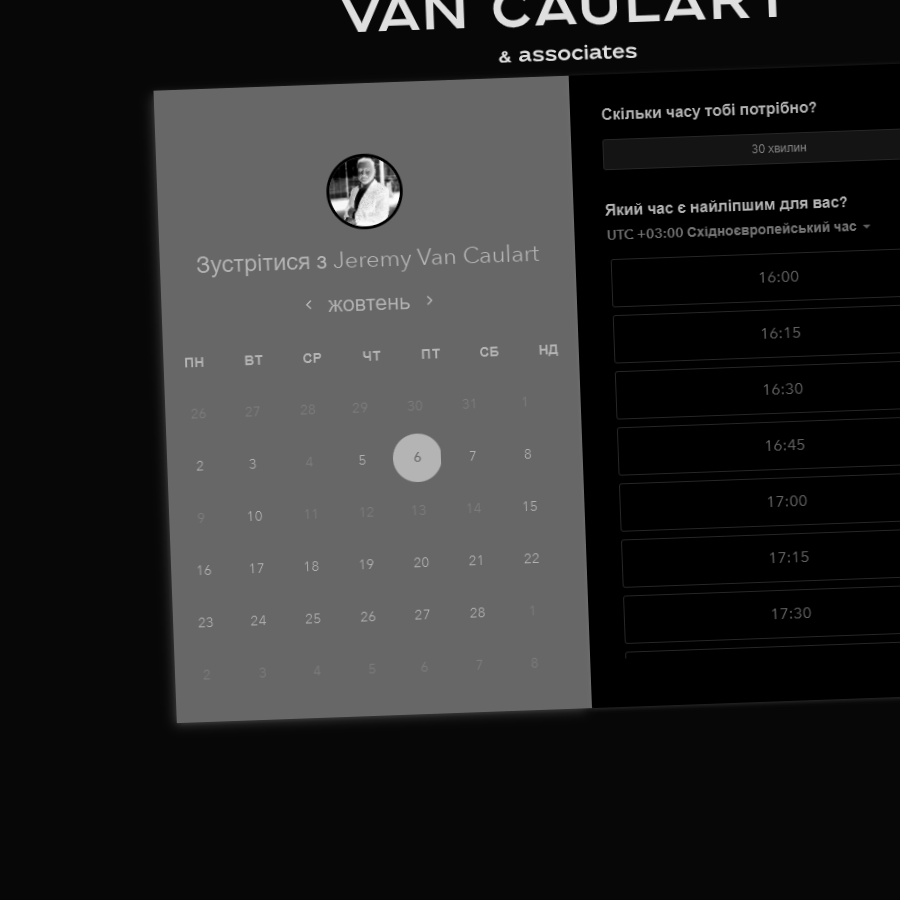 VAN CAULART
& associates
Зустрітися з Jeremy Van Caulart
‹ жовтень ›
ПН ВТ СР ЧТ ПТ СБ НД
26 27 28 29 30 31 1
2 3 4 5 6 7 8
9 10 11 12 13 14 15
16 17 18 19 20 21 22
23 24 25 26 27 28 1
2 3 4 5 6 7 8
Скільки часу тобі потрібно?
30 хвилин
Який час є найліпшим для вас?
UTC +03:00 Східноєвропейський час
16:00
16:15
16:30
16:45
17:00
17:15
17:30